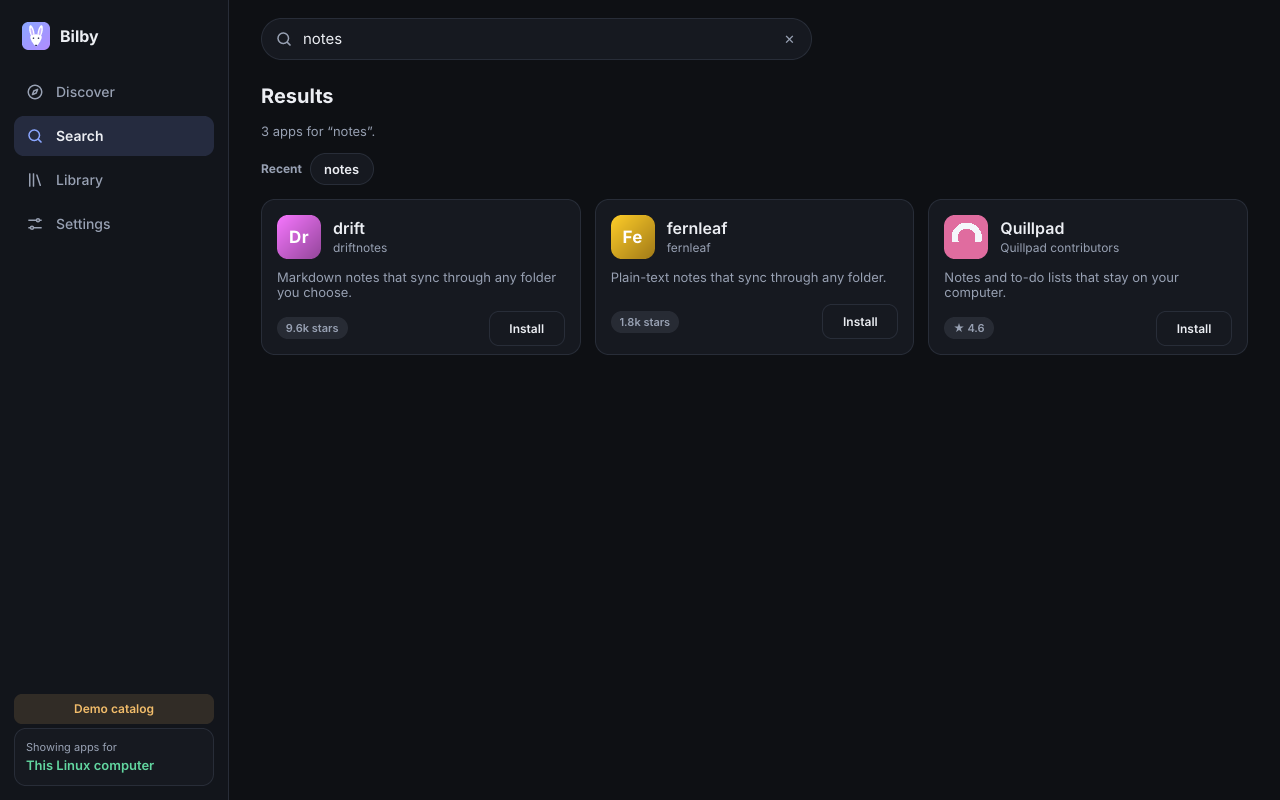 Bilby
Discover
Search
Library
Settings
Demo catalog
Showing apps for
This Linux computer
notes
Results
3 apps for “notes”.
Recent
notes
Dr
drift
driftnotes
Markdown notes that sync through any folder
you choose.
9.6k stars
Install
Fe
fernleaf
fernleaf
Plain-text notes that sync through any folder.
1.8k stars
Install
Quillpad
Quillpad contributors
Notes and to-do lists that stay on your
computer.
★ 4.6
Install